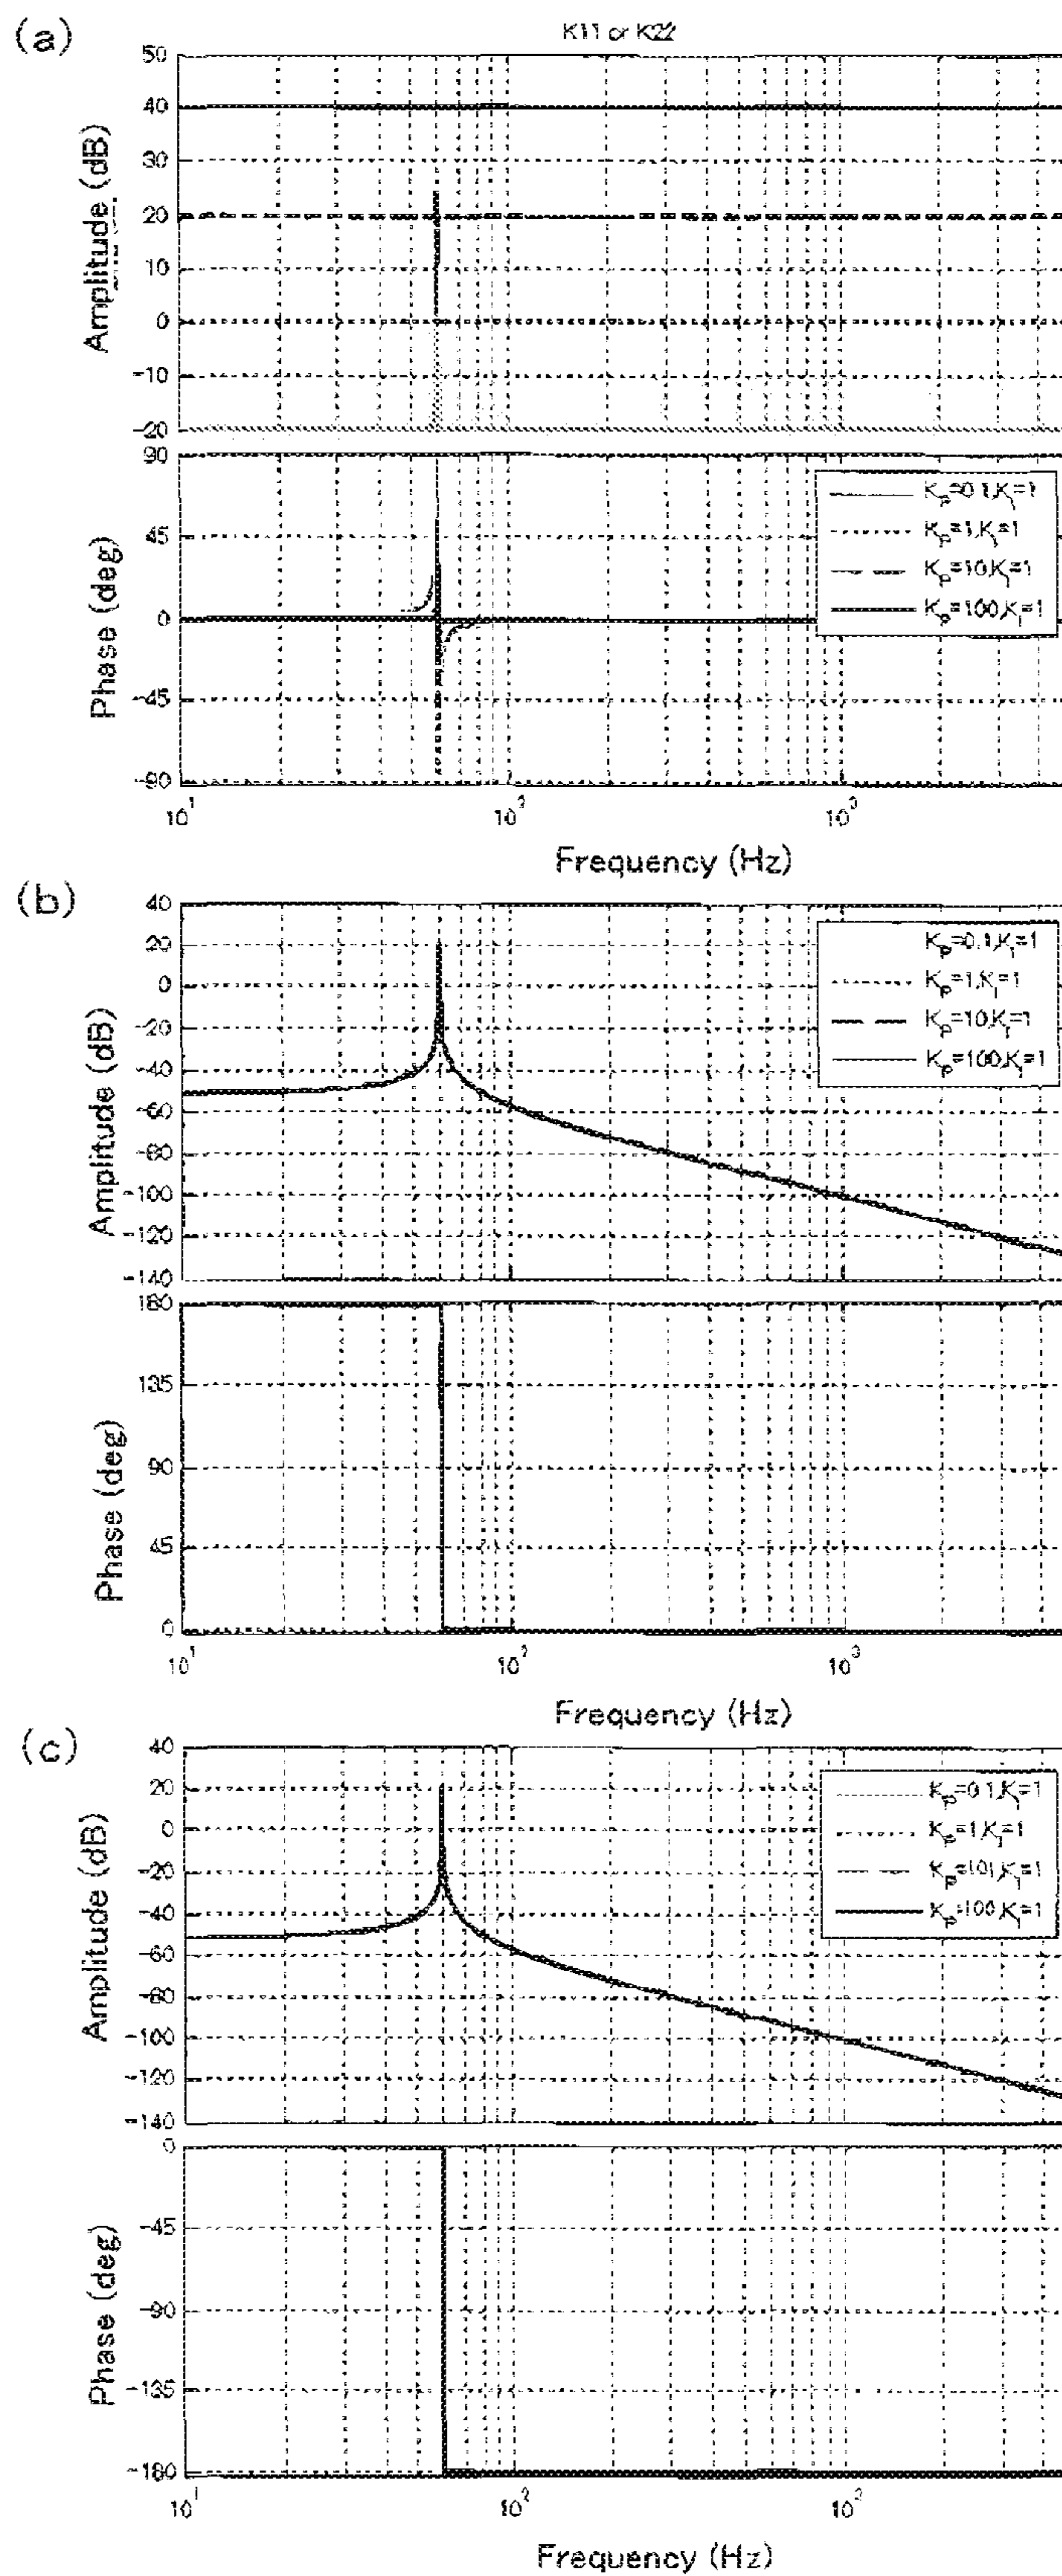 (a)
K11 or K22
50
40
30
20
10
0
-10
-20
Amplitude (dB)
90
45
0
-45
-90
Phase (deg)
Kp=0.1,KI=1
Kp=1,KI=1
Kp=10,KI=1
Kp=100,KI=1
10¹
10²
10³
Frequency (Hz)
(b)
40
20
0
-20
-40
-60
-80
-100
-120
-140
Amplitude (dB)
Kp=0.1,KI=1
Kp=1,KI=1
Kp=10,KI=1
Kp=100,KI=1
180
135
90
45
0
Phase (deg)
10¹
10²
10³
Frequency (Hz)
(c)
40
20
0
-20
-40
-60
-80
-100
-120
-140
Amplitude (dB)
Kp=0.1,KI=1
Kp=1,KI=1
Kp=10,KI=1
Kp=100,KI=1
0
-45
-90
-135
-180
Phase (deg)
10¹
10²
10³
Frequency (Hz)